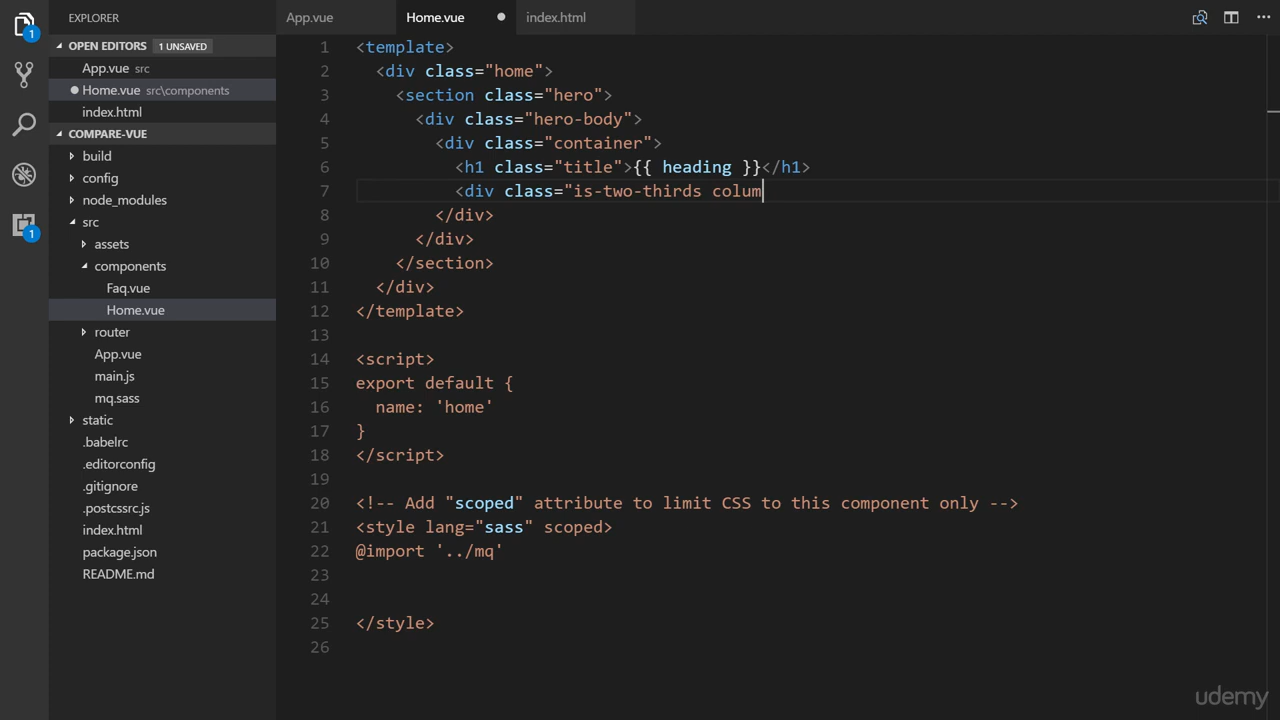 EXPLORER
OPEN EDITORS 1 UNSAVED
App.vue src
Home.vue src\components
index.html
COMPARE-VUE
build
config
node_modules
src
assets
components
Faq.vue
Home.vue
router
App.vue
main.js
mq.sass
static
.babelrc
.editorconfig
.gitignore
.postcssrc.js
index.html
package.json
README.md
1
1
App.vue Home.vue index.html
1 <template>
2 <div class="home">
3 <section class="hero">
4 <div class="hero-body">
5 <div class="container">
6 <h1 class="title">{{ heading }}</h1>
7 <div class="is-two-thirds colum
8 </div>
9 </div>
10 </section>
11 </div>
12 </template>
13
14 <script>
15 export default {
16 name: 'home'
17 }
18 </script>
19
20 <!-- Add "scoped" attribute to limit CSS to this component only -->
21 <style lang="sass" scoped>
22 @import '../mq'
23
24
25 </style>
26
udemy